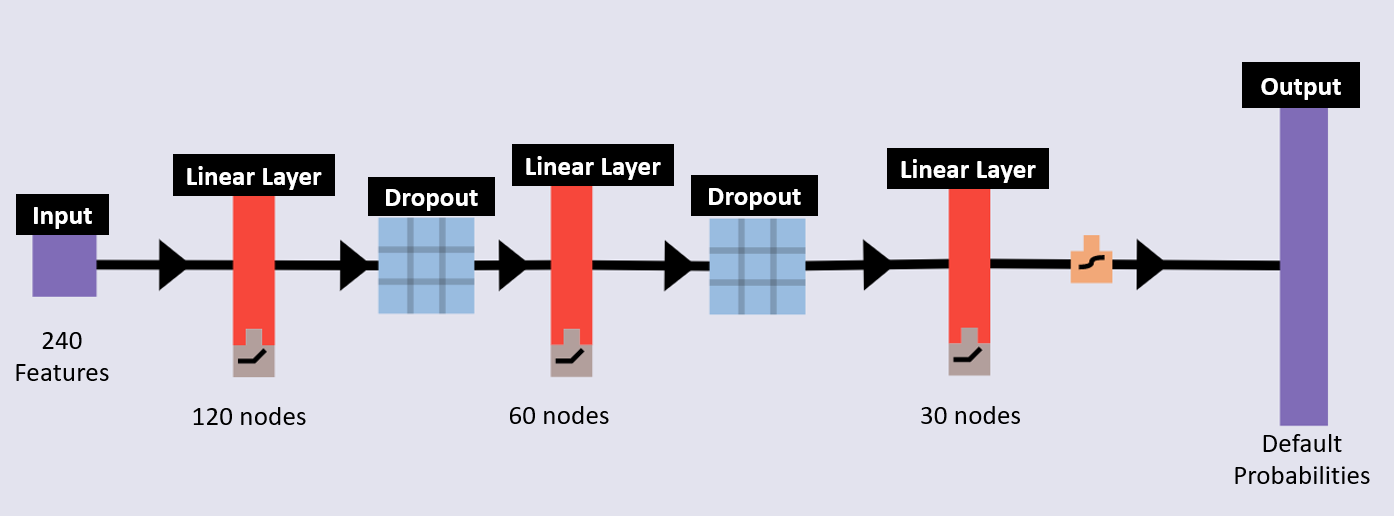 Input
240
Features
Linear Layer
120 nodes
Dropout
Linear Layer
60 nodes
Dropout
Linear Layer
30 nodes
Output
Default
Probabilities